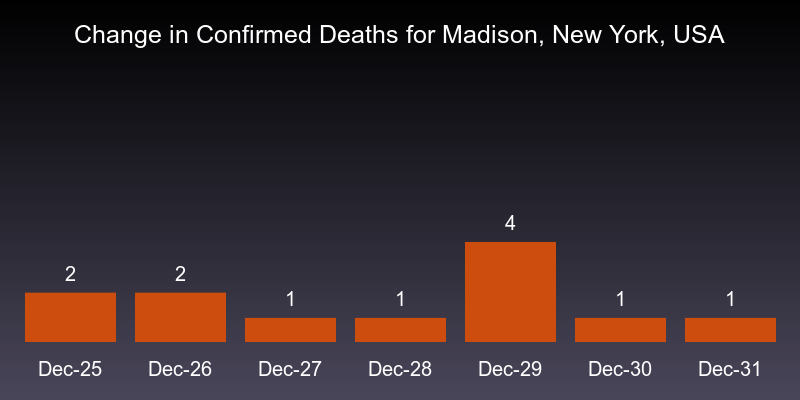 Change in Confirmed Deaths for Madison, New York, USA
4
2 2
1 1 1 1
Dec-25 Dec-26 Dec-27 Dec-28 Dec-29 Dec-30 Dec-31